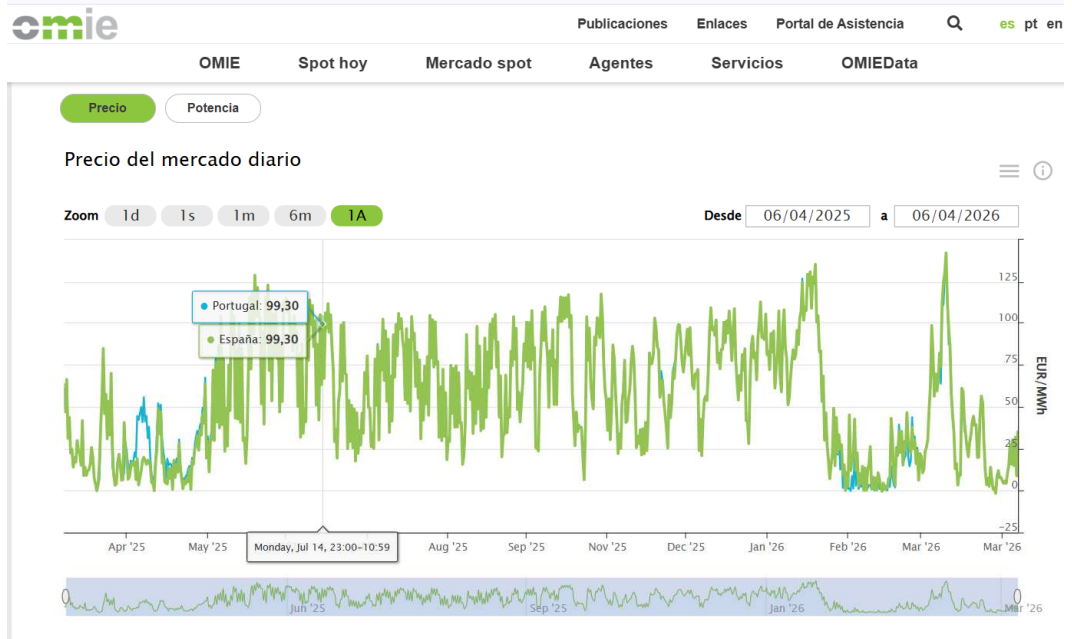 omie
Publicaciones Enlaces Portal de Asistencia es pt en
OMIE Spot hoy Mercado spot Agentes Servicios OMIEData
Precio Potencia
Precio del mercado diario
Zoom 1d 1s 1m 6m 1A Desde 06/04/2025 a 06/04/2026
Portugal: 99,30
España: 99,30
125
100
75
50
25
0
-25
EUR/MWh
Apr '25 May '25 Monday, Jul 14, 23:00-10:59 Aug '25 Sep '25 Nov '25 Dec '25 Jan '26 Feb '26 Mar '26 Mar '26
Jun '25 Sep '25 Jan '26 Mar '26